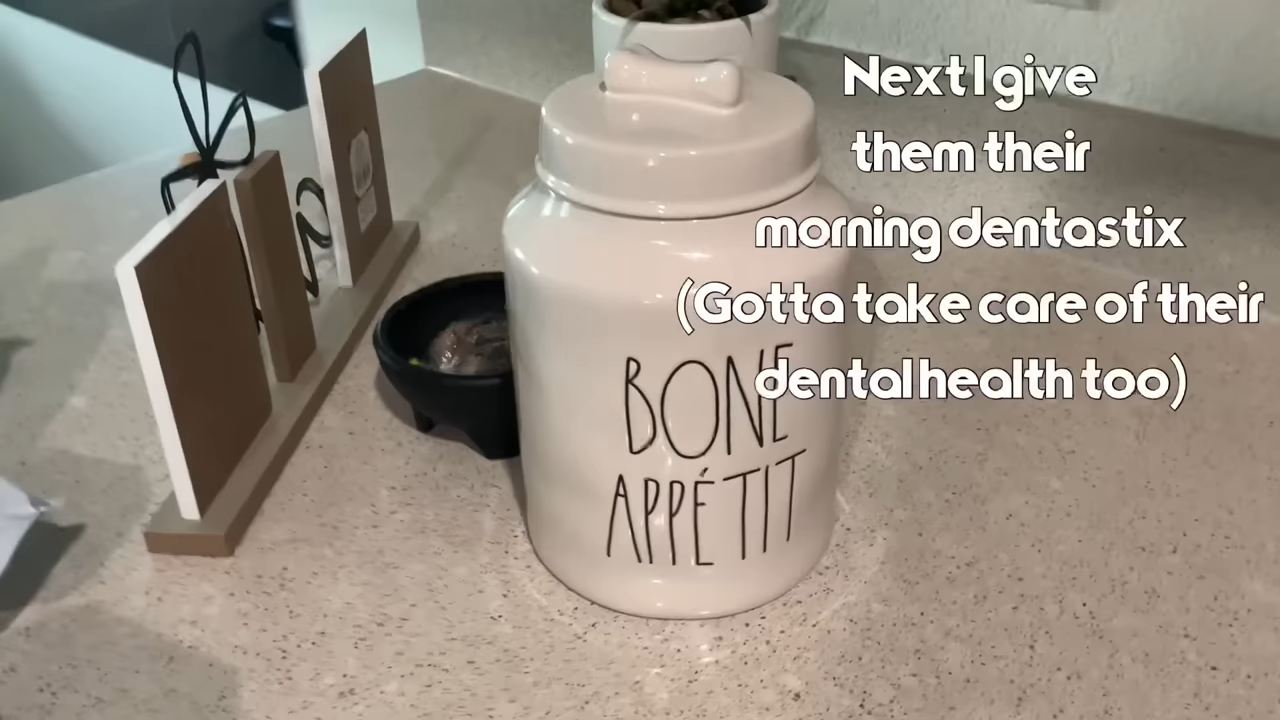 Next I give
them their
morning dentastix
(Gotta take care of their
dental health too)
BONE
APPÉTIT